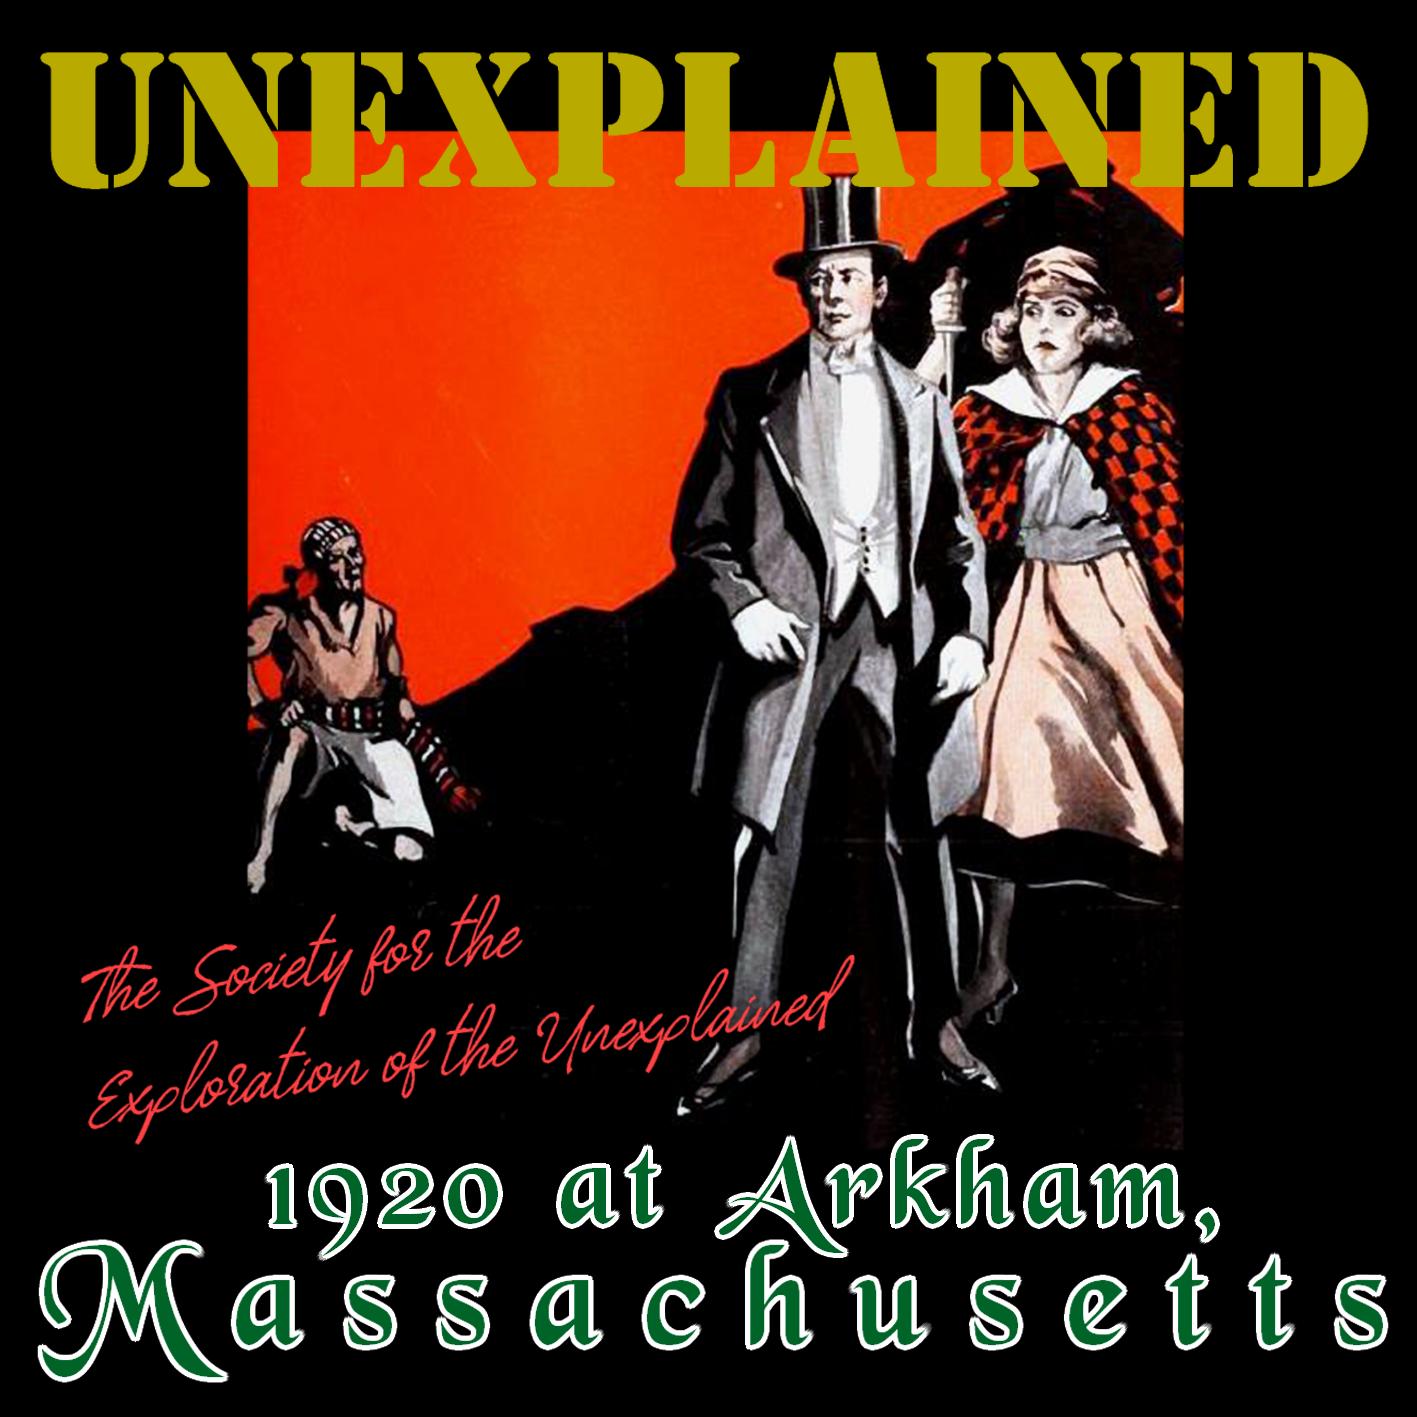 UNEXPLAINED
The Society for the
Exploration of the Unexplained
1920 at Arkham,
Massachusetts